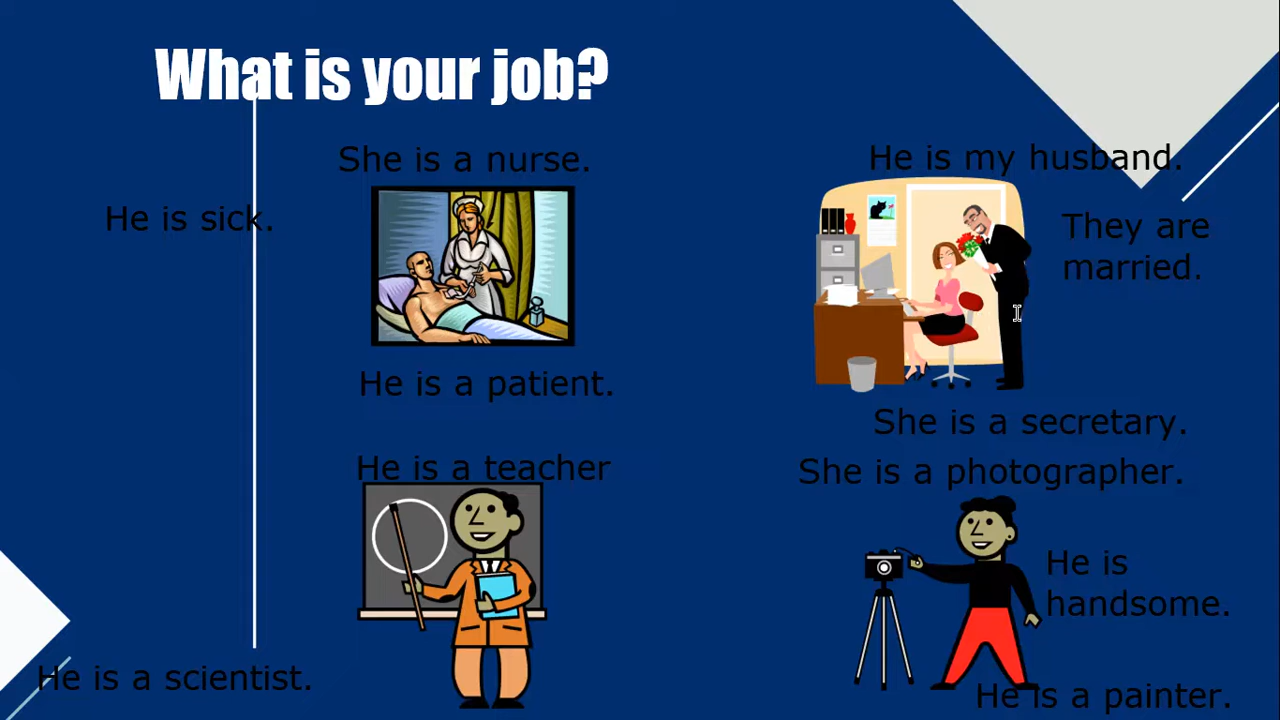 What is your job?
She is a nurse.
He is my husband.
He is sick.
They are
married.
He is a patient.
She is a secretary.
He is a teacher
She is a photographer.
He is
handsome.
He is a scientist.
He is a painter.